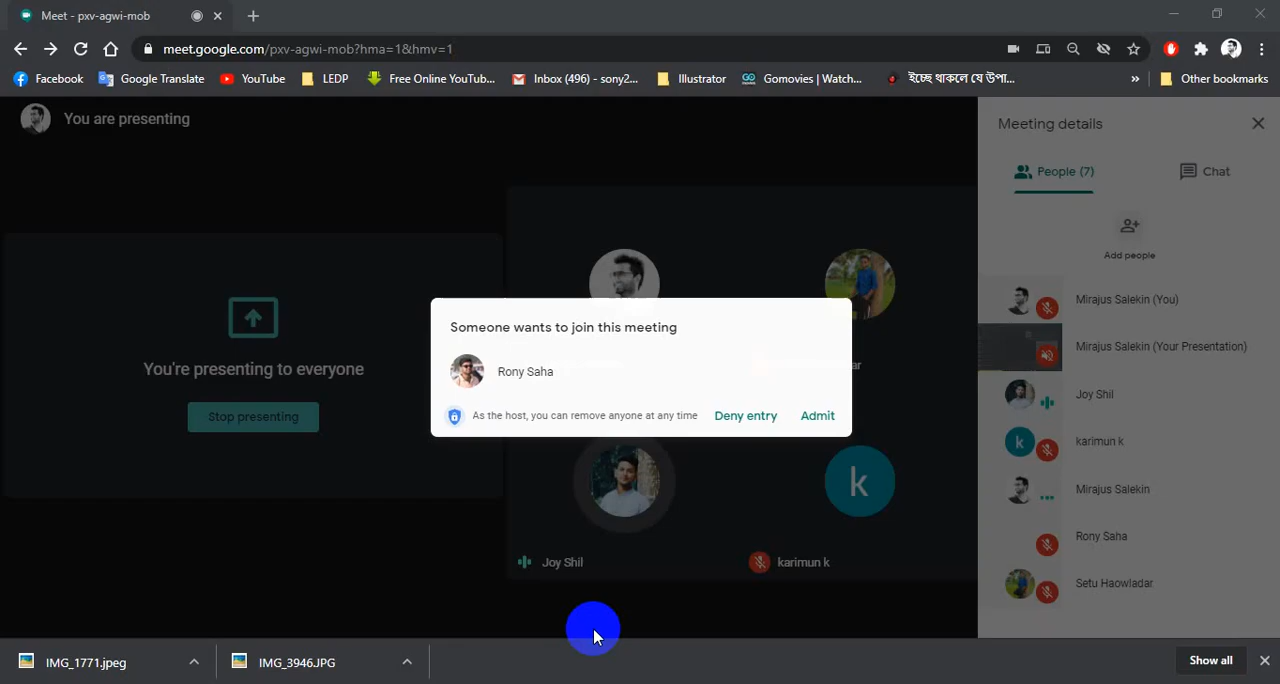 Meet - pxv-agwi-mob
meet.google.com/pxv-agwi-mob?hma=1&hmv=1
Facebook Google Translate YouTube LEDP Free Online YouTub... Inbox (496) - sony2... Illustrator Gomovies | Watch... ইচ্ছে থাকলে যে উপা... » Other bookmarks
You are presenting
Meeting details
People (7) Chat
Add people
You're presenting to everyone
Stop presenting
Someone wants to join this meeting
Rony Saha
As the host, you can remove anyone at any time Deny entry Admit
ar
k
Joy Shil
karimun k
Mirajus Salekin (You)
Mirajus Salekin (Your Presentation)
Joy Shil
k karimun k
Mirajus Salekin
Rony Saha
Setu Haowladar
IMG_1771.jpeg
IMG_3946.JPG
Show all